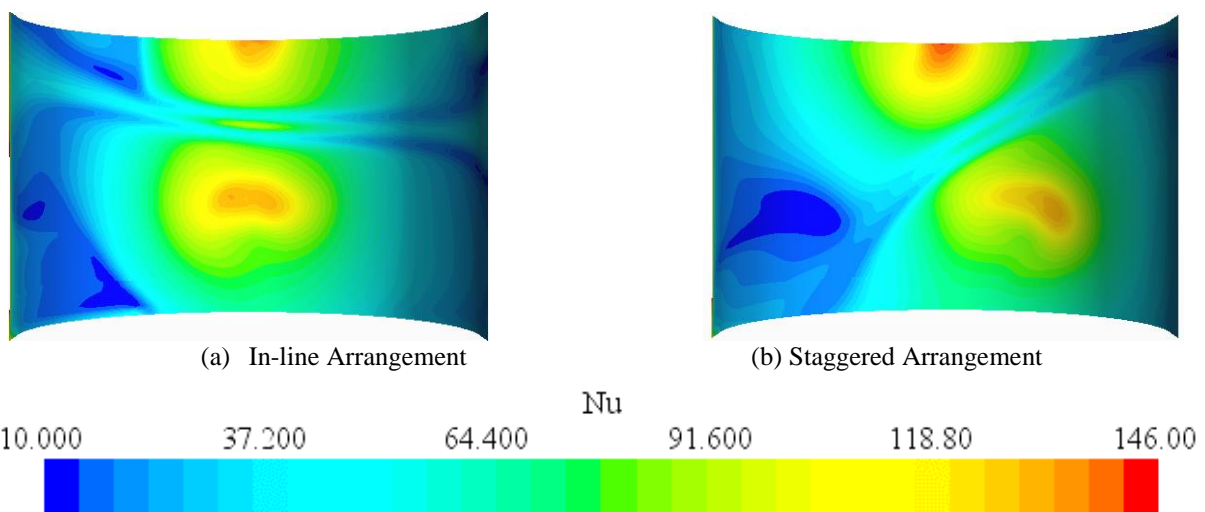 (a) In-line Arrangement
(b) Staggered Arrangement
Nu
10.000 37.200 64.400 91.600 118.80 146.00